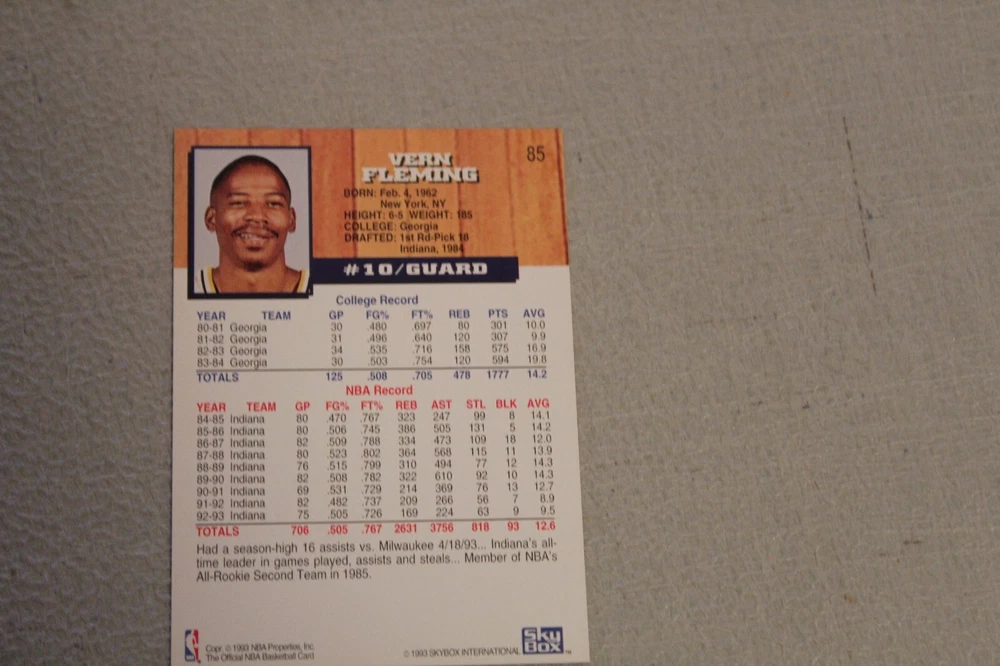 85
VERN
FLEMING
BORN: Feb. 4, 1962
New York, NY
HEIGHT: 6-5 WEIGHT: 185
COLLEGE: Georgia
DRAFTED: 1st Rd-Pick 18
Indiana, 1984
#10/GUARD
College Record
YEAR TEAM GP FG% FT% REB PTS AVG
80-81 Georgia 30 .480 .697 80 301 10.0
81-82 Georgia 31 .496 .640 120 307 9.9
82-83 Georgia 34 .535 .716 158 575 16.9
83-84 Georgia 30 .503 .754 120 594 19.8
TOTALS 125 .508 .705 478 1777 14.2
NBA Record
YEAR TEAM GP FG% FT% REB AST STL BLK AVG
84-85 Indiana 80 .470 .767 323 247 99 8 14.1
85-86 Indiana 80 .506 .745 386 505 131 5 14.2
86-87 Indiana 82 .509 .788 334 473 109 18 12.0
87-88 Indiana 80 .523 .802 364 568 115 11 13.9
88-89 Indiana 76 .515 .799 310 494 77 12 14.3
89-90 Indiana 82 .508 .782 322 610 92 10 14.3
90-91 Indiana 69 .531 .729 214 369 76 13 12.7
91-92 Indiana 82 .482 .737 209 266 56 7 8.9
92-93 Indiana 75 .505 .726 169 224 63 9 9.5
TOTALS 706 .505 .767 2631 3756 818 93 12.6
Had a season-high 16 assists vs. Milwaukee 4/18/93... Indiana's all-
time leader in games played, assists and steals... Member of NBA's
All-Rookie Second Team in 1985.
Copr. © 1993 NBA Properties, Inc.
The Official NBA Basketball Card
© 1993 SKYBOX INTERNATIONAL
SkyBox™